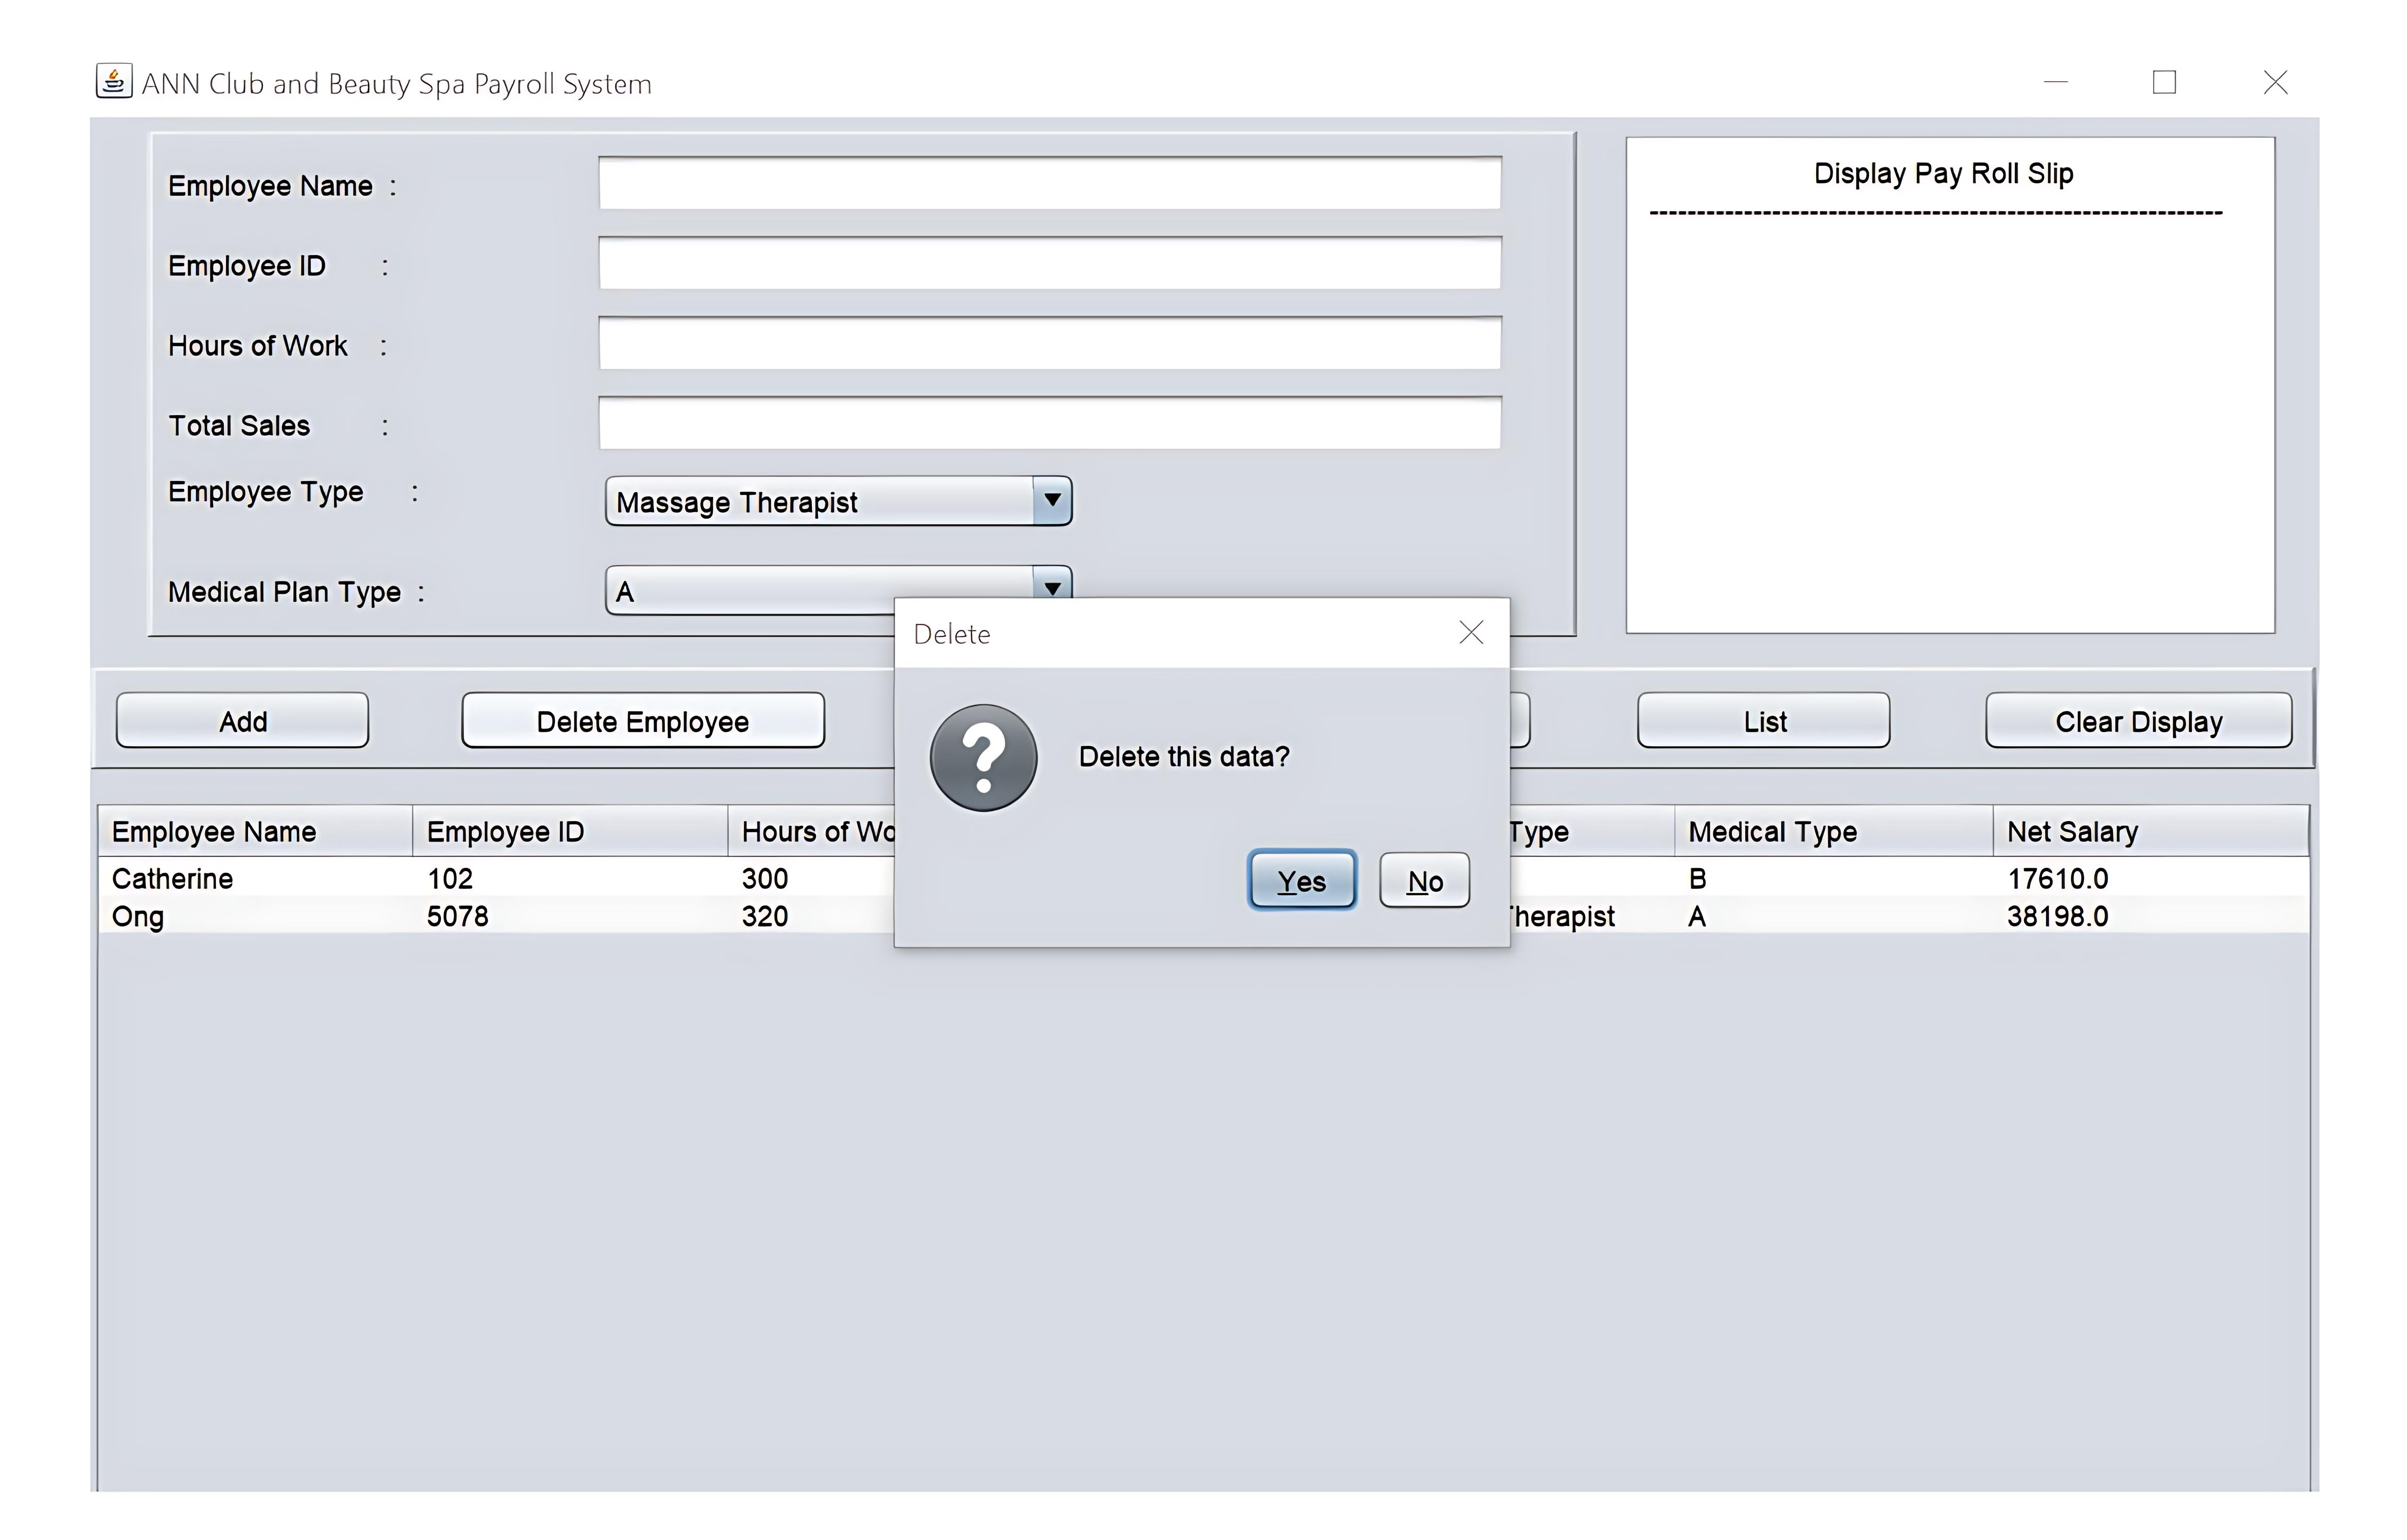 ANN Club and Beauty Spa Payroll System
Employee Name :
Employee ID :
Hours of Work :
Total Sales :
Employee Type :
Massage Therapist
Medical Plan Type :
A
Display Pay Roll Slip
--------------------------------------------------------------
Add
Delete Employee
List
Clear Display
Delete
?
Delete this data?
Yes No
Employee Name Employee ID Hours of Wo Type Medical Type Net Salary
Catherine 102 300 B 17610.0
Ong 5078 320 herapist A 38198.0